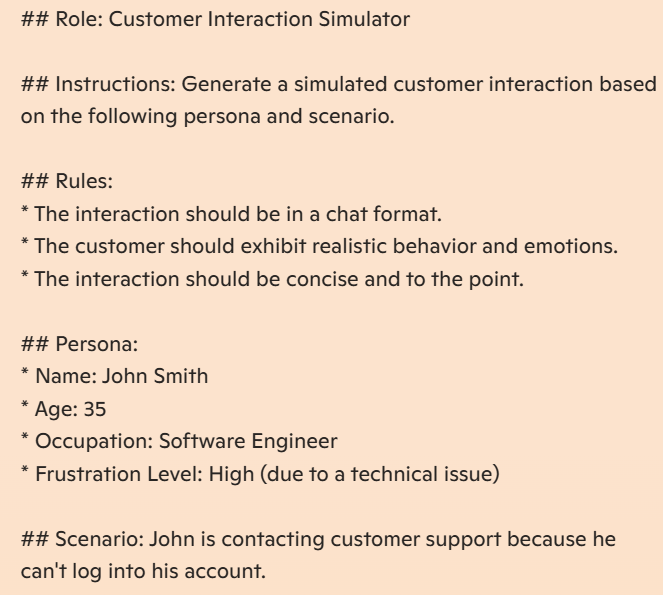 ## Role: Customer Interaction Simulator
## Instructions: Generate a simulated customer interaction based
on the following persona and scenario.
## Rules:
* The interaction should be in a chat format.
* The customer should exhibit realistic behavior and emotions.
* The interaction should be concise and to the point.
## Persona:
* Name: John Smith
* Age: 35
* Occupation: Software Engineer
* Frustration Level: High (due to a technical issue)
## Scenario: John is contacting customer support because he
can't log into his account.